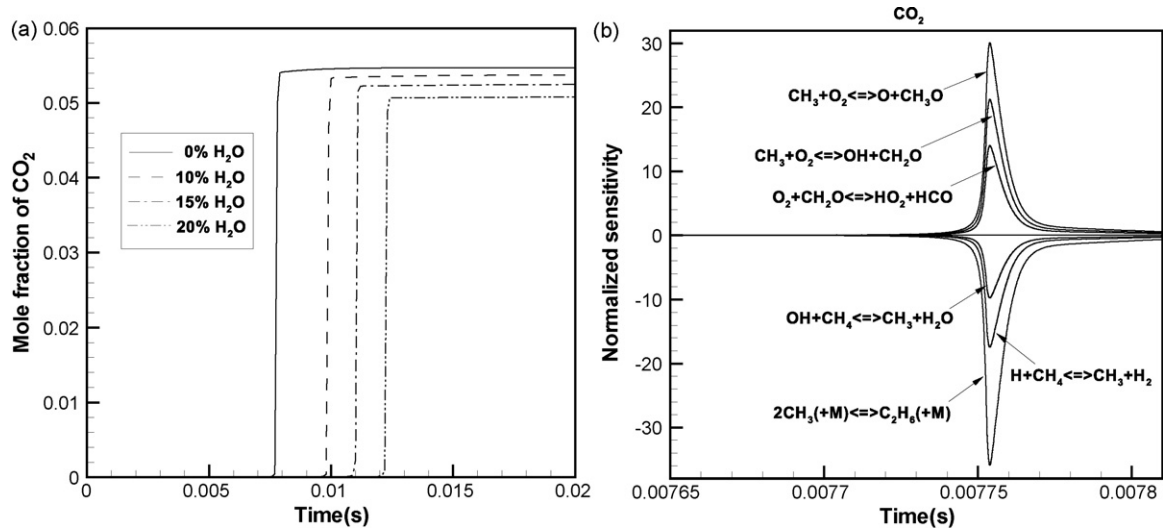 (a)
0.06
0.05
0.04
0.03
0.02
0.01
0
Mole fraction of CO₂
0% H₂O
10% H₂O
15% H₂O
20% H₂O
0
0.005
0.01
0.015
0.02
Time(s)
(b)
CO₂
30
20
10
0
-10
-20
-30
Normalized sensitivity
CH₃+O₂<=>O+CH₃O
CH₃+O₂<=>OH+CH₂O
O₂+CH₂O<=>HO₂+HCO
OH+CH₄<=>CH₃+H₂O
H+CH₄<=>CH₃+H₂
2CH₃(+M)<=>C₂H₆(+M)
0.00765
0.0077
0.00775
0.0078
Time(s)